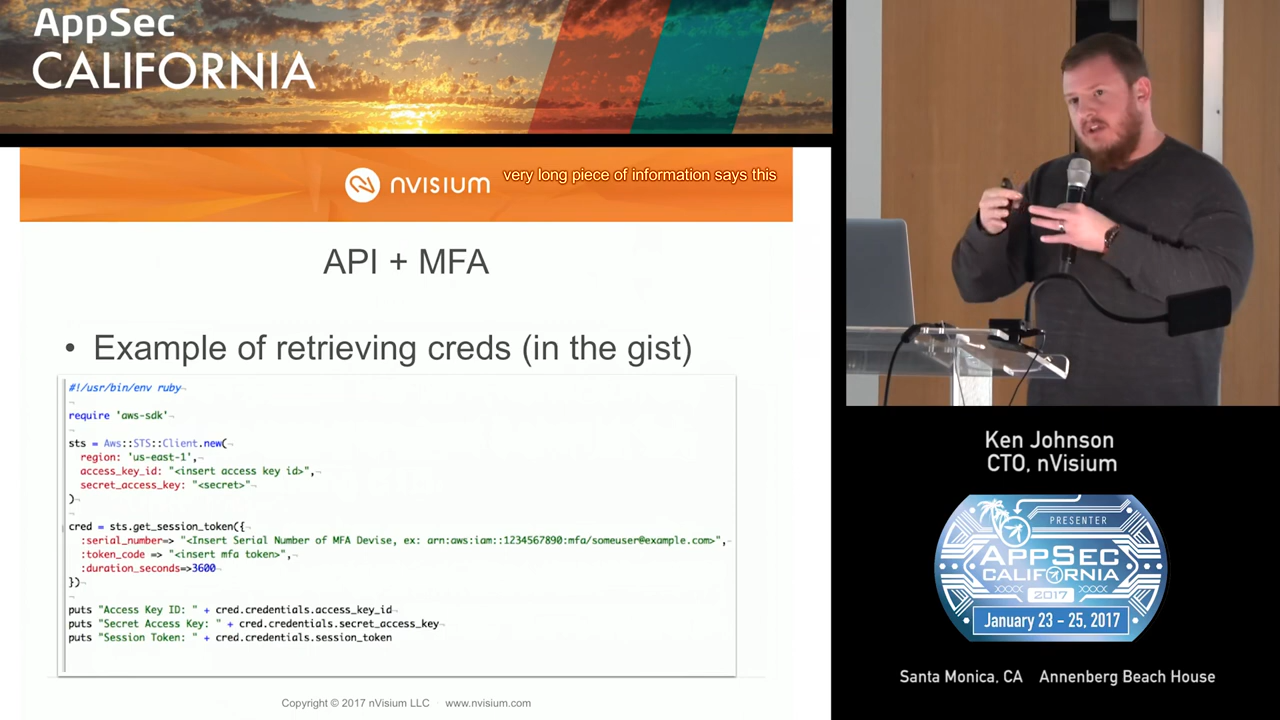 AppSec
CALIFORNIA
nVISIUM
very long piece of information says this
API + MFA
• Example of retrieving creds (in the gist)
#!/usr/bin/env ruby
require 'aws-sdk'
sts = Aws::STS::Client.new(
region: 'us-east-1',
access_key_id: "<insert access key id>",
secret_access_key: "<secret>"
)
cred = sts.get_session_token({
:serial_number=> "<Insert Serial Number of MFA Devise, ex: arn:aws:iam::1234567890:mfa/someuser@example.com>",
:token_code => "<insert mfa token>",
:duration_seconds=>3600
})
puts "Access Key ID: " + cred.credentials.access_key_id
puts "Secret Access Key: " + cred.credentials.secret_access_key
puts "Session Token: " + cred.credentials.session_token
Copyright © 2017 nVisium LLC · www.nvisium.com
Ken Johnson
CTO, nVisium
PRESENTER
APPSEC
CALIFORNIA
2017
January 23 - 25, 2017
Santa Monica, CA Annenberg Beach House